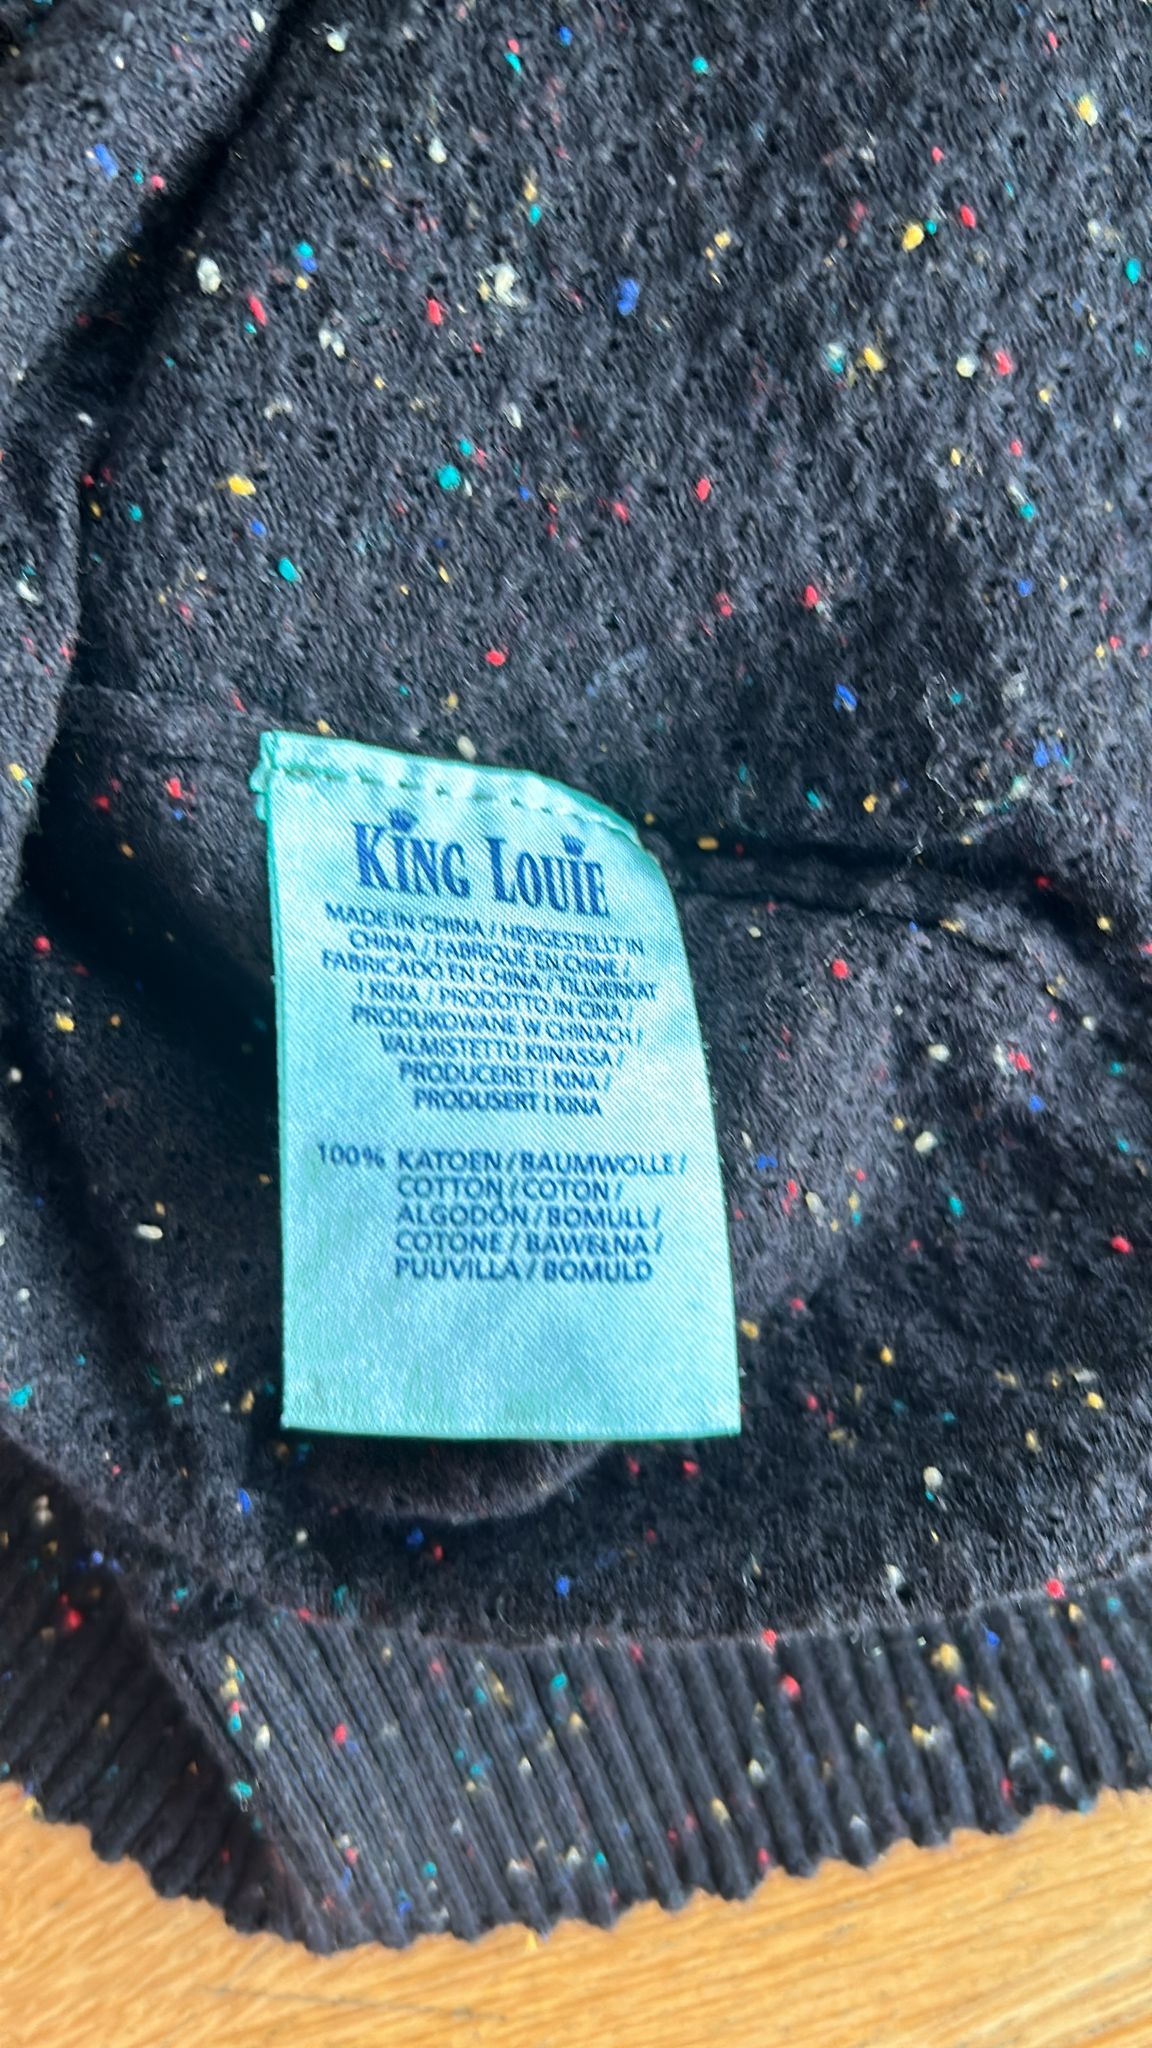 KING LOUIE
MADE IN CHINA / HERGESTELLT IN
CHINA / FABRIQUE EN CHINE /
FABRICADO EN CHINA / TILLVERKAT
I KINA / PRODOTTO IN CINA /
PRODUKOWANE W CHINACH /
VALMISTETTU KIINASSA /
PRODUCERET I KINA /
PRODUSERT I KINA
100% KATOEN / BAUMWOLLE /
COTTON / COTON /
ALGODÓN / BOMULL /
COTONE / BAWEŁNA /
PUUVILLA / BOMULD